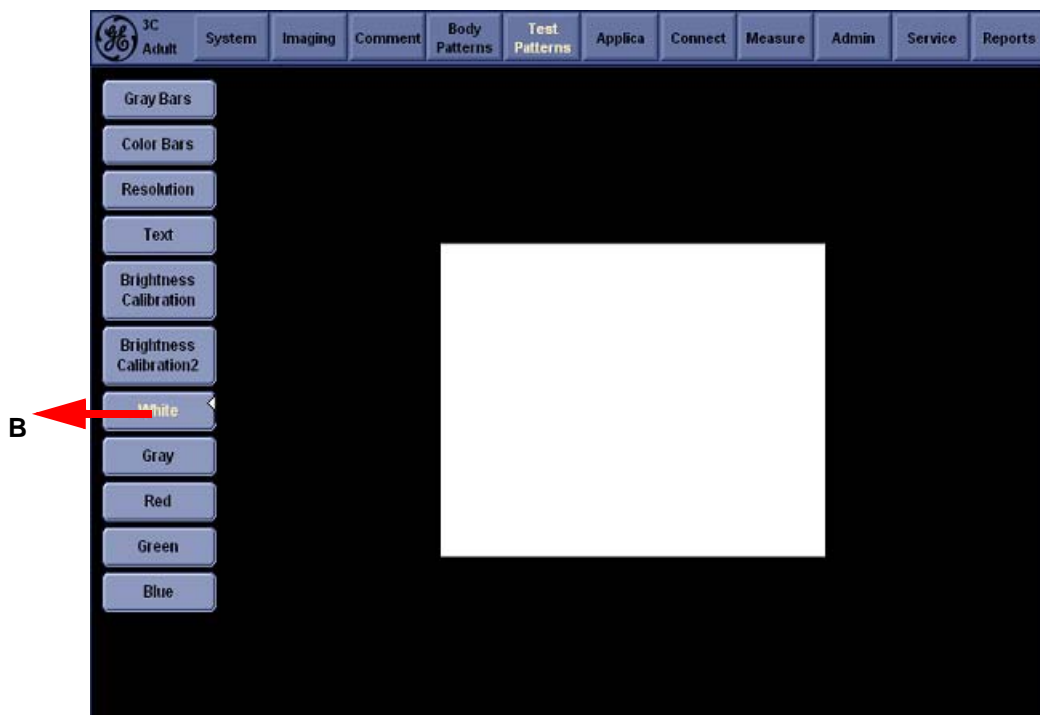 3C
Adult
System
Imaging
Comment
Body
Patterns
Test
Patterns
Applica
Connect
Measure
Admin
Service
Reports
Gray Bars
Color Bars
Resolution
Text
Brightness
Calibration
Brightness
Calibration2
White
B
Gray
Red
Green
Blue